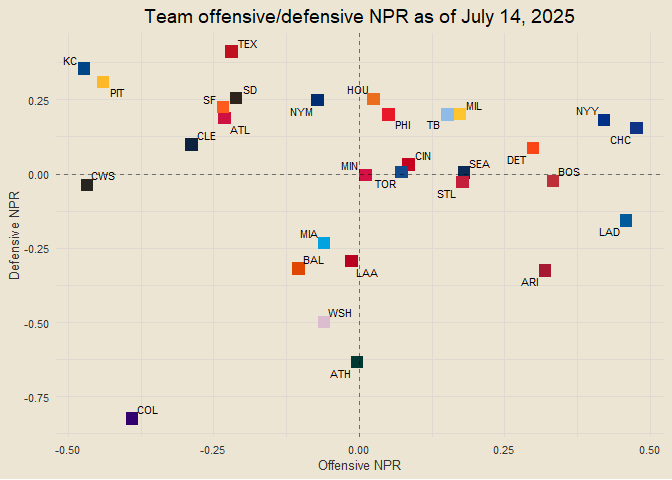 Team offensive/defensive NPR as of July 14, 2025
TEX
KC
PIT
SD
SF
ATL
NYM
HOU
PHI
TB
MIL
NYY
CHC
CLE
DET
CWS
MIN
CIN
TOR
SEA
STL
BOS
LAD
MIA
BAL
LAA
ARI
WSH
ATH
COL
0.25
0.00
-0.25
-0.50
-0.75
Defensive NPR
-0.50
-0.25
0.00
0.25
0.50
Offensive NPR